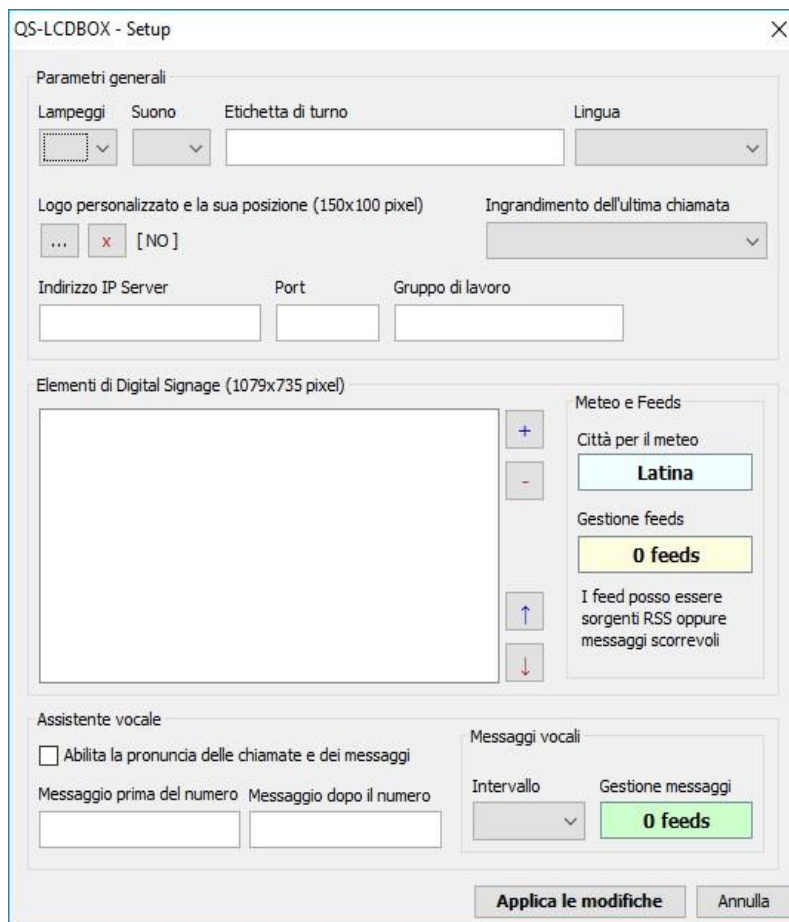 QS-LCDBOX - Setup
Parametri generali
Lampeggi Suono Etichetta di turno Lingua
Logo personalizzato e la sua posizione (150x100 pixel) Ingrandimento dell'ultima chiamata
... x [ NO ]
Indirizzo IP Server Port Gruppo di lavoro
Elementi di Digital Signage (1079x735 pixel)
+
-
↑
↓
Meteo e Feeds
Città per il meteo
Latina
Gestione feeds
0 feeds
I feed posso essere
sorgenti RSS oppure
messaggi scorrevoli
Assistente vocale
Abilita la pronuncia delle chiamate e dei messaggi
Messaggio prima del numero Messaggio dopo il numero
Messaggi vocali
Intervallo Gestione messaggi
0 feeds
Applica le modifiche Annulla